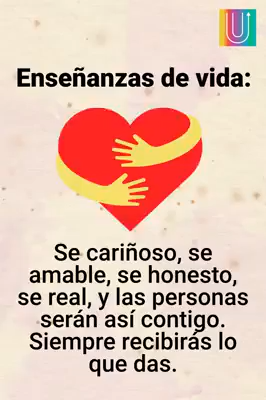 U
Enseñanzas de vida:
Se cariñoso, se
amable, se honesto,
se real, y las personas
serán así contigo.
Siempre recibirás lo
que das.